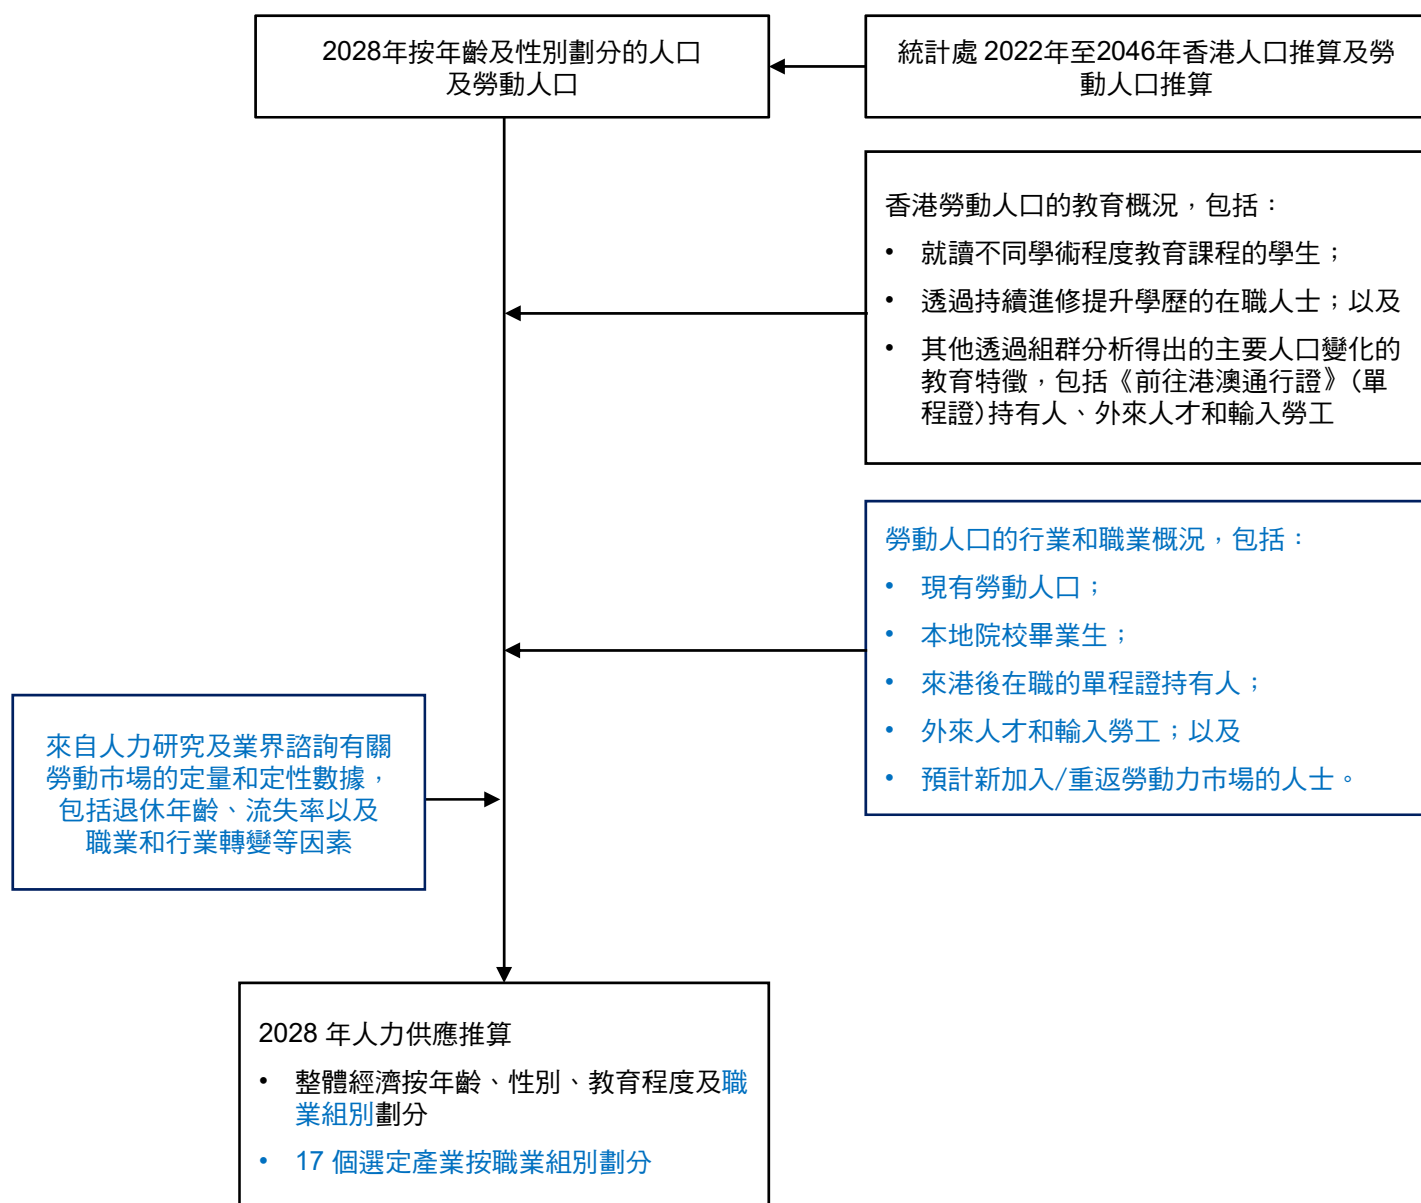 2028年按年齡及性別劃分的人口
及勞動人口
統計處 2022年至2046年香港人口推算及勞
動人口推算
香港勞動人口的教育概況，包括：
• 就讀不同學術程度教育課程的學生；
• 透過持續進修提升學歷的在職人士；以及
• 其他透過組群分析得出的主要人口變化的
教育特徵，包括《前往港澳通行證》(單
程證)持有人、外來人才和輸入勞工
勞動人口的行業和職業概況，包括：
• 現有勞動人口；
• 本地院校畢業生；
• 來港後在職的單程證持有人；
• 外來人才和輸入勞工；以及
• 預計新加入/重返勞動力市場的人士。
來自人力研究及業界諮詢有關
勞動市場的定量和定性數據，
包括退休年齡、流失率以及
職業和行業轉變等因素
2028 年人力供應推算
• 整體經濟按年齡、性別、教育程度及職
業組別劃分
• 17 個選定產業按職業組別劃分